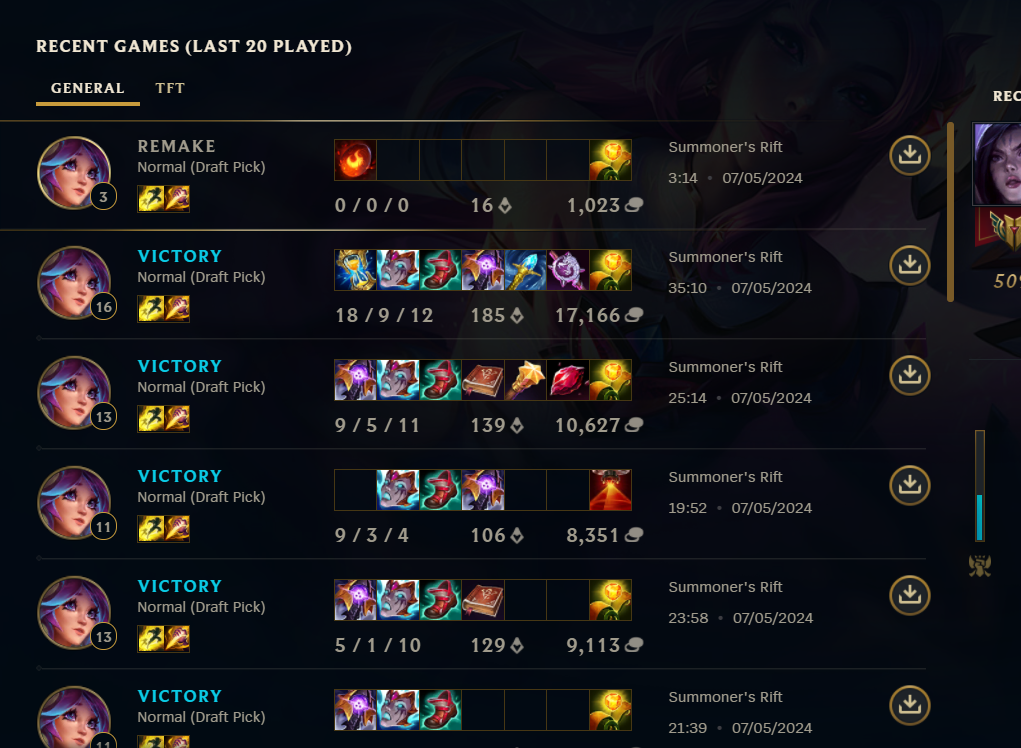 RECENT GAMES (LAST 20 PLAYED)
GENERAL TFT
REC
REMAKE
Normal (Draft Pick)
3
0 / 0 / 0 16 1,023
Summoner's Rift
3:14 • 07/05/2024
VICTORY
Normal (Draft Pick)
16
18 / 9 / 12 185 17,166
Summoner's Rift
35:10 • 07/05/2024
50
VICTORY
Normal (Draft Pick)
13
9 / 5 / 11 139 10,627
Summoner's Rift
25:14 • 07/05/2024
VICTORY
Normal (Draft Pick)
11
9 / 3 / 4 106 8,351
Summoner's Rift
19:52 • 07/05/2024
VICTORY
Normal (Draft Pick)
13
5 / 1 / 10 129 9,113
Summoner's Rift
23:58 • 07/05/2024
VICTORY
Normal (Draft Pick)
11
Summoner's Rift
21:39 • 07/05/2024